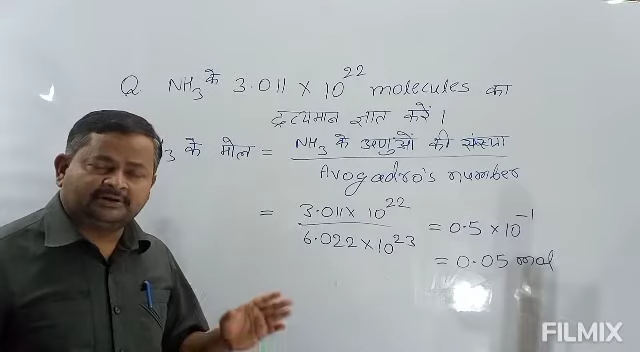 Q. NH₃ के 3.011 × 10²² molecules का
द्रव्यमान ज्ञात करें।
₃ के मोल = NH₃ के अणुओं की संख्या / Avogadro's number
= 3.011 × 10²² / 6.022 × 10²³ = 0.5 × 10⁻¹
= 0.05 mol
FILMIX